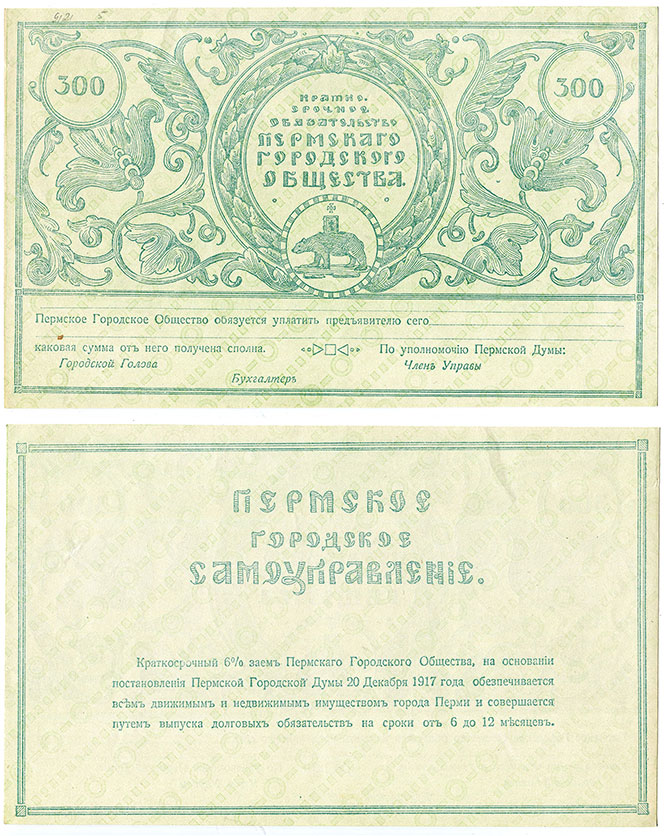 300
300
КРАТКО-
СРОЧНОЕ
ОБЯЗАТЕЛЬСТВО
ПЕРМСКАГО
ГОРОДСКОГО
ОБЩЕСТВА.
Пермское Городское Общество обязуется уплатить предъявителю сего
каковая сумма отъ него получена сполна.
По уполномочію Пермской Думы:
Городской Голова
Членъ Управы
Бухгалтеръ
ПЕРМСКОЕ
ГОРОДСКОЕ
САМОУПРАВЛЕНІЕ.
Краткосрочный 6% заем Пермскаго Городского Общества, на основаніи
постановленія Пермской Городской Думы 20 Декабря 1917 года обезпечивается
всѣмъ движимымъ и недвижимымъ имуществомъ города Перми и совершается
путемъ выпуска долговыхъ обязательствъ на сроки отъ 6 до 12 мѣсяцевъ.